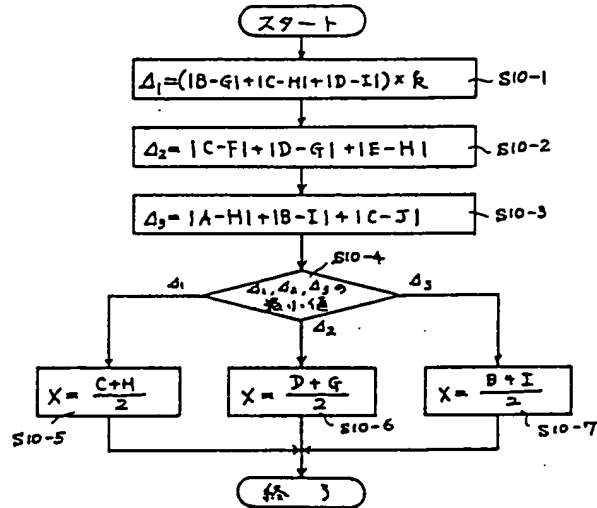 スタート
Δ₁=(|B-G|+|C-H|+|D-I|)×k
S10-1
Δ₂=|C-F|+|D-G|+|E-H|
S10-2
Δ₃=|A-H|+|B-I|+|C-J|
S10-3
S10-4
Δ₁
Δ₁,Δ₂,Δ₃の
最小値
Δ₃
Δ₂
X=(C+H)/2
S10-5
X=(D+G)/2
S10-6
X=(B+I)/2
S10-7
終了